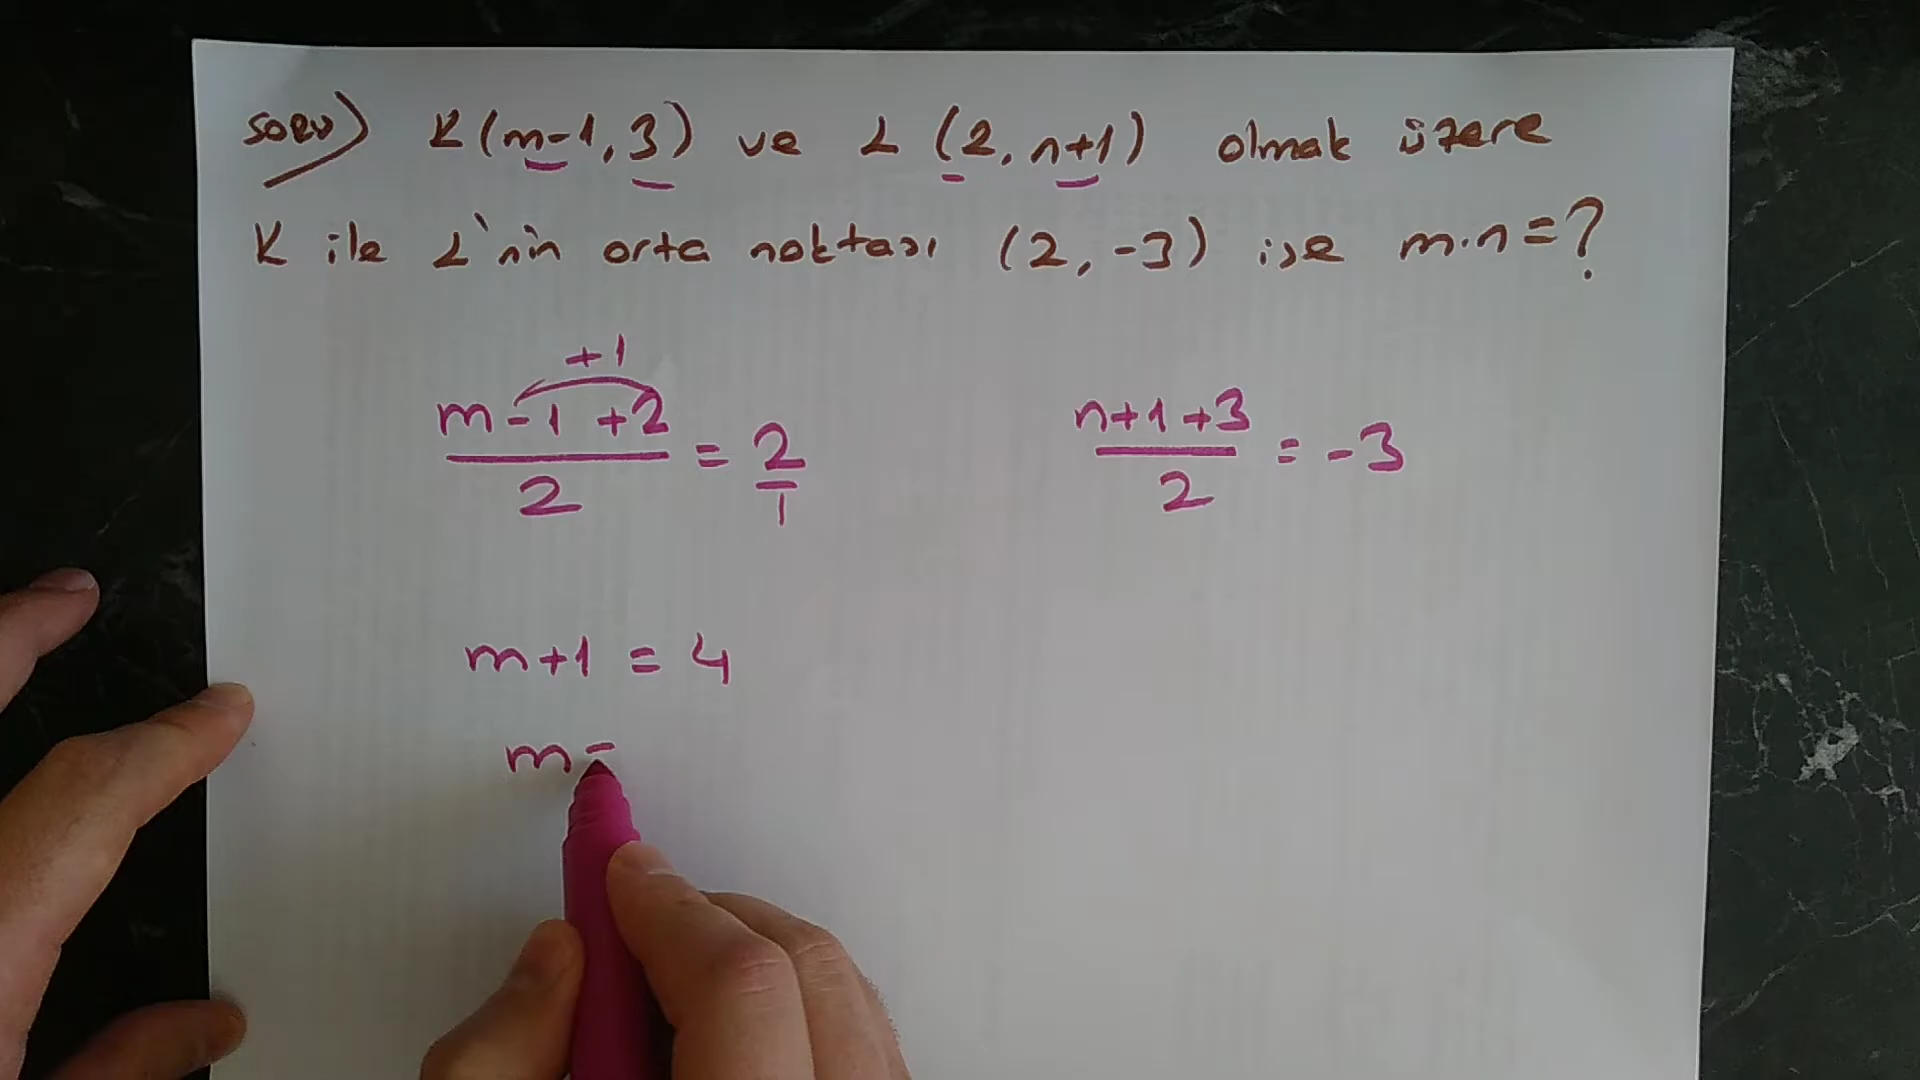 soru) K(m-1, 3) ve L (2, n+1) olmak üzere
K ile L'nin orta noktası (2, -3) ise m.n=?
+1
m-1 +2 / 2 = 2 / 1
n+1+3 / 2 = -3
m+1 = 4
m=